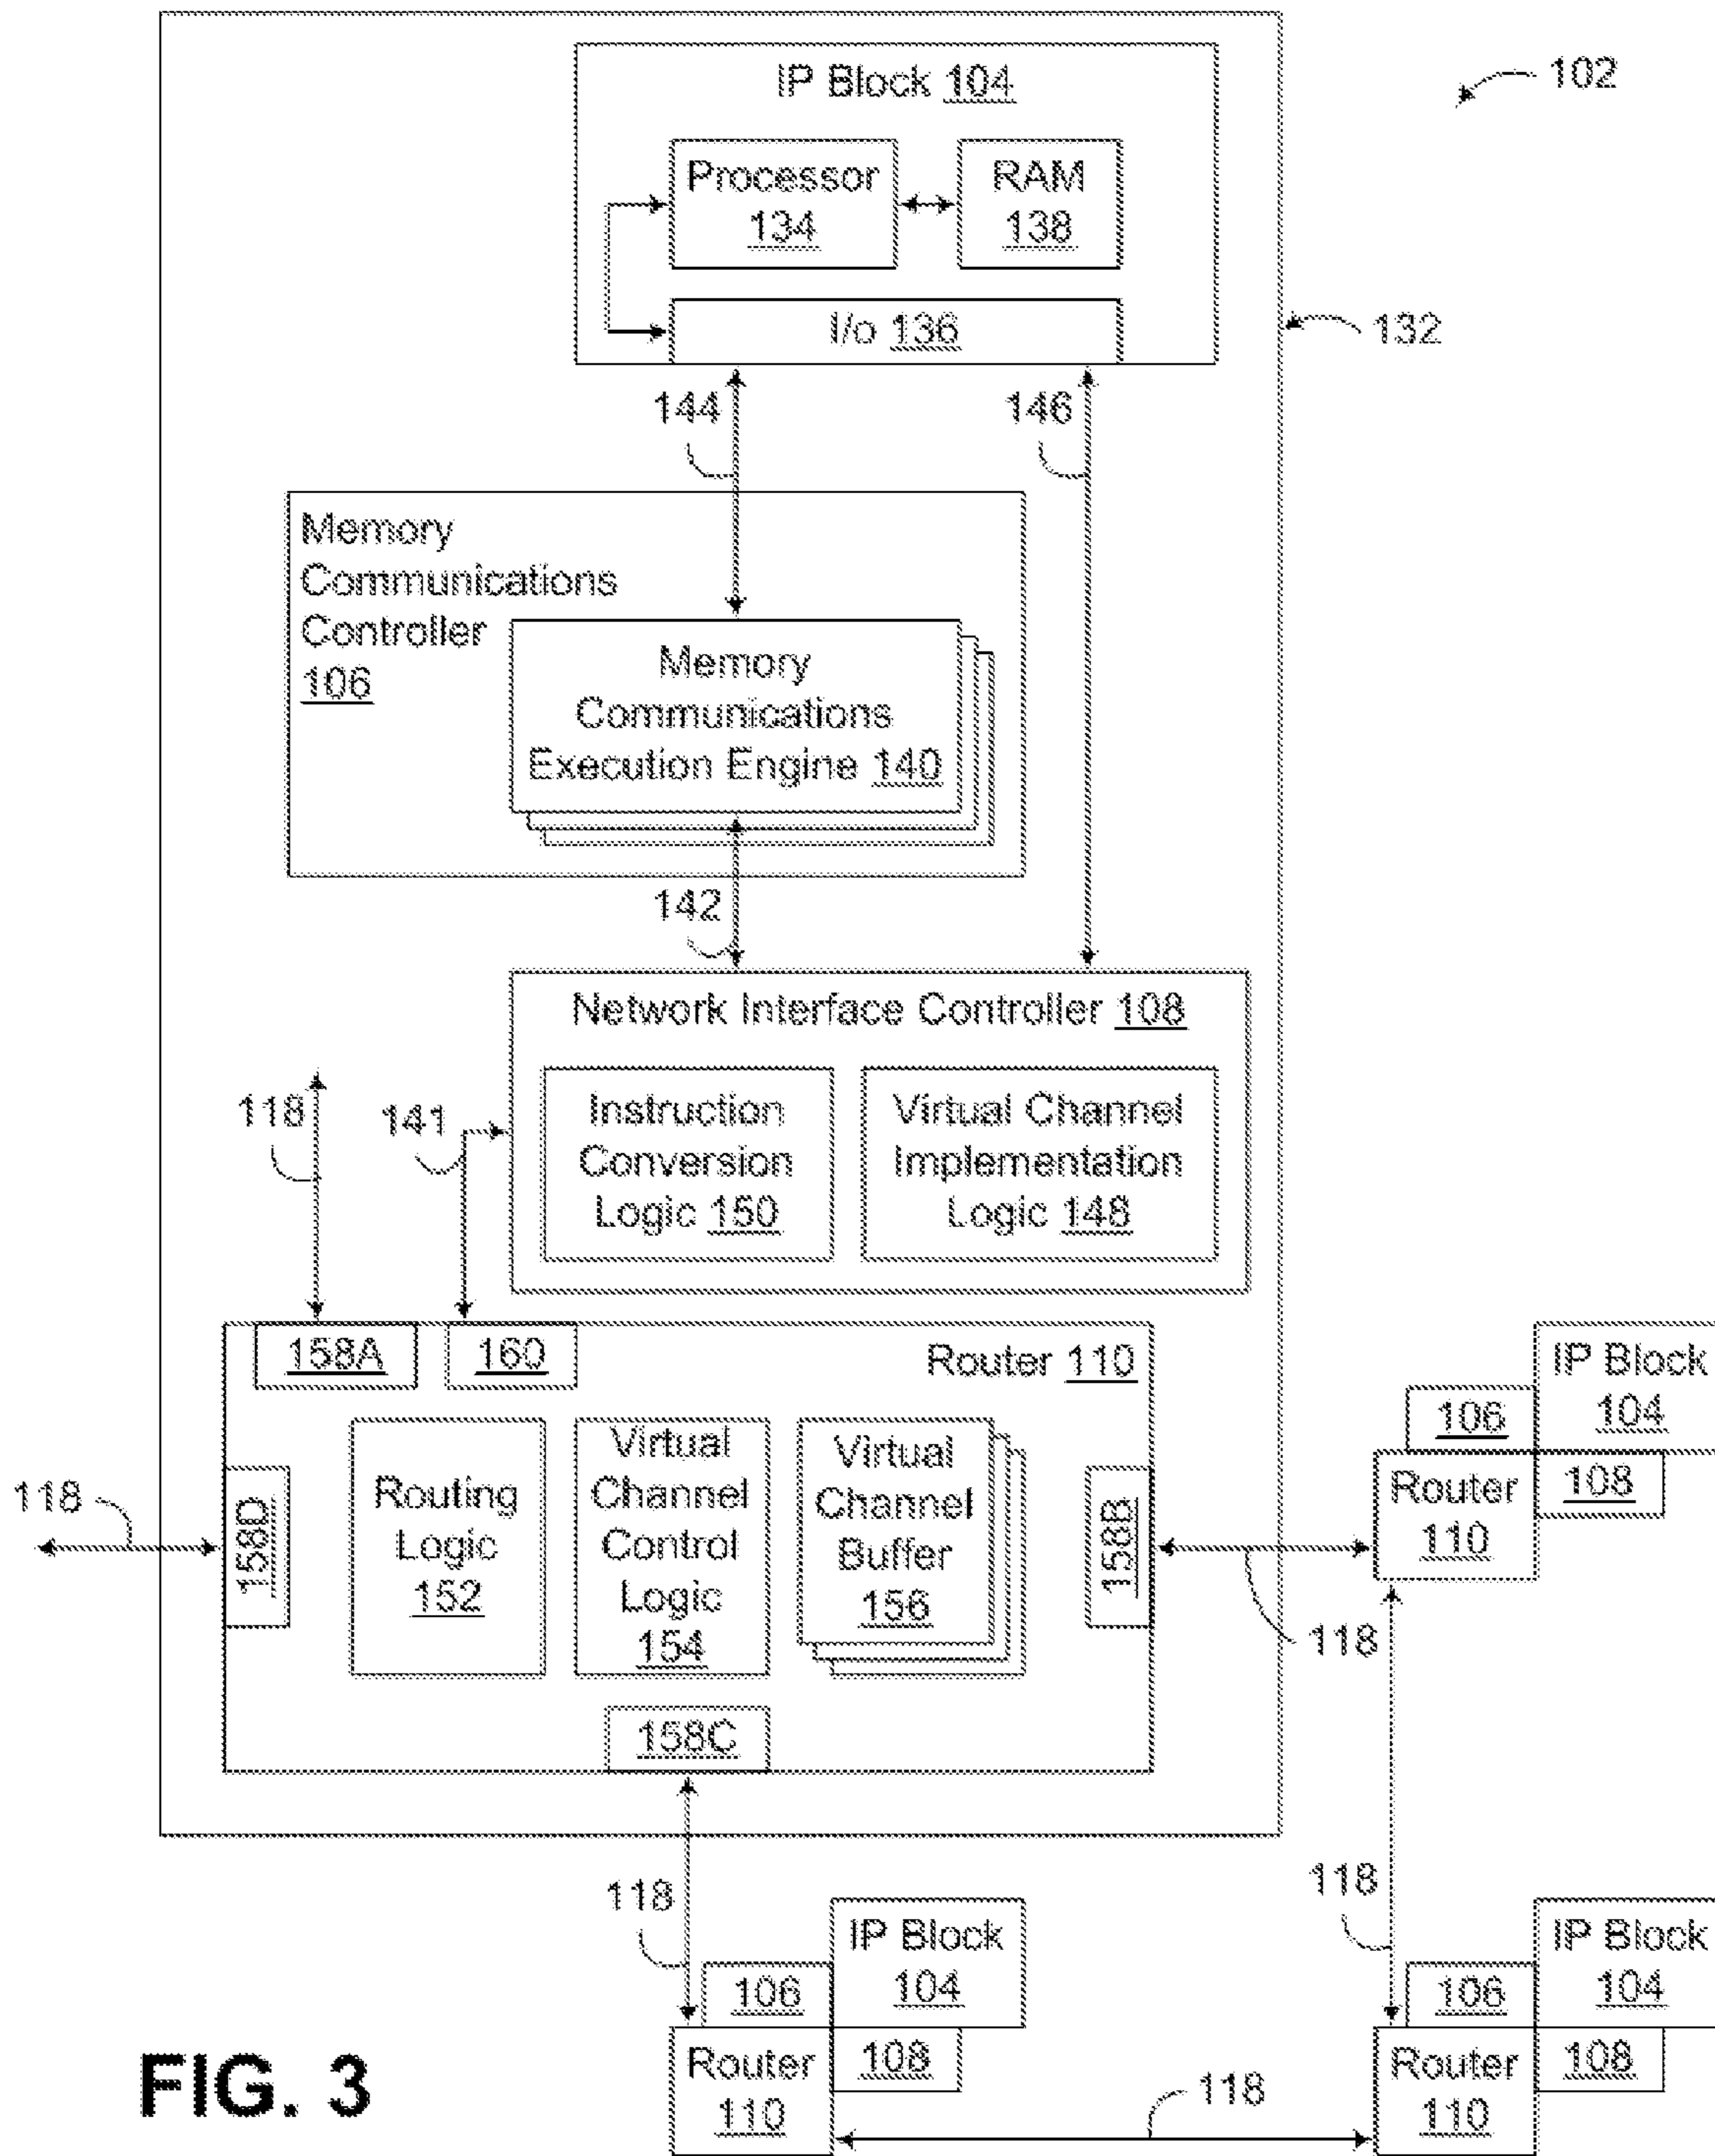 IP Block 104
102
Processor
134
RAM
138
I/o 136
132
144
146
Memory
Communications
Controller
106
Memory
Communications
Execution Engine 140
142
Network Interface Controller 108
118
141
Instruction
Conversion
Logic 150
Virtual Channel
Implementation
Logic 148
158A
160
Router 110
118
158D
Routing
Logic
152
Virtual
Channel
Control
Logic
154
Virtual
Channel
Buffer
156
158B
118
158C
IP Block
104
106
108
Router
110
118
118
IP Block
104
106
108
Router
110
IP Block
104
106
108
Router
110
118
FIG. 3